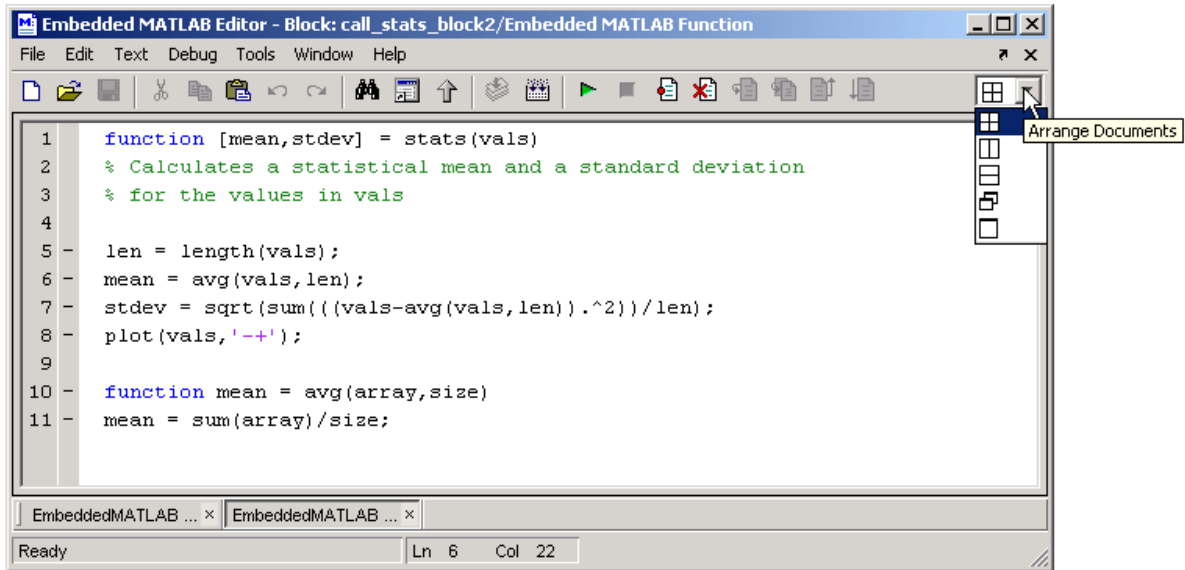 Embedded MATLAB Editor - Block: call_stats_block2/Embedded MATLAB Function
File Edit Text Debug Tools Window Help
Arrange Documents
1 function [mean,stdev] = stats(vals)
2 % Calculates a statistical mean and a standard deviation
3 % for the values in vals
4
5 - len = length(vals);
6 - mean = avg(vals,len);
7 - stdev = sqrt(sum(((vals-avg(vals,len)).^2))/len);
8 - plot(vals,'-+');
9
10 - function mean = avg(array,size)
11 - mean = sum(array)/size;
EmbeddedMATLAB ... × EmbeddedMATLAB ... ×
Ready Ln 6 Col 22